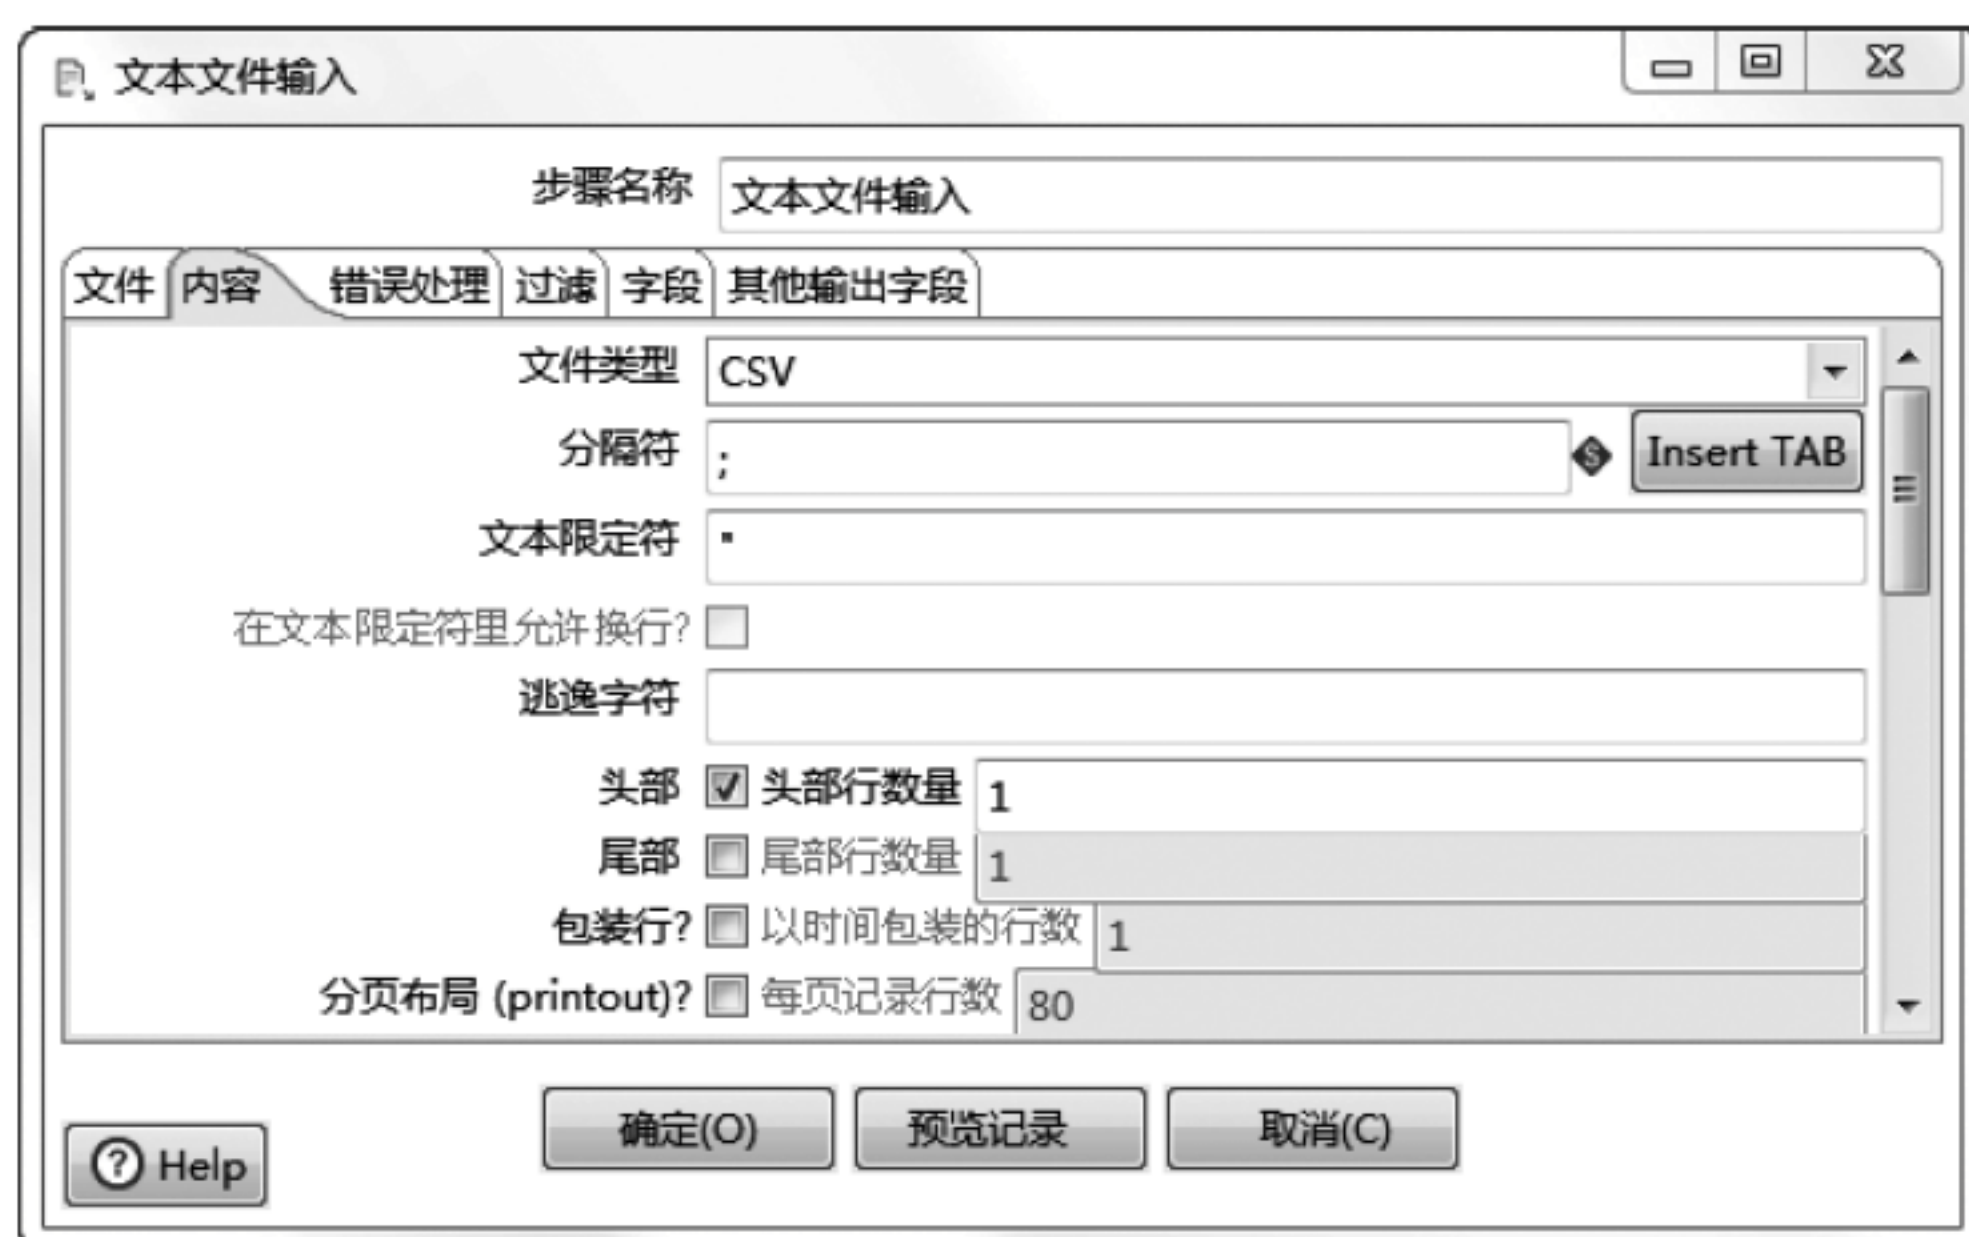 文本文件输入
步骤名称 文本文件输入
文件 内容 错误处理 过滤 字段 其他输出字段
文件类型 CSV
分隔符 ; S Insert TAB
文本限定符 "
在文本限定符里允许换行?
逃逸字符
头部 头部行数量 1
尾部 尾部行数量 1
包装行? 以时间包装的行数 1
分页布局 (printout)? 每页记录行数 80
确定(O) 预览记录 取消(C)
? Help